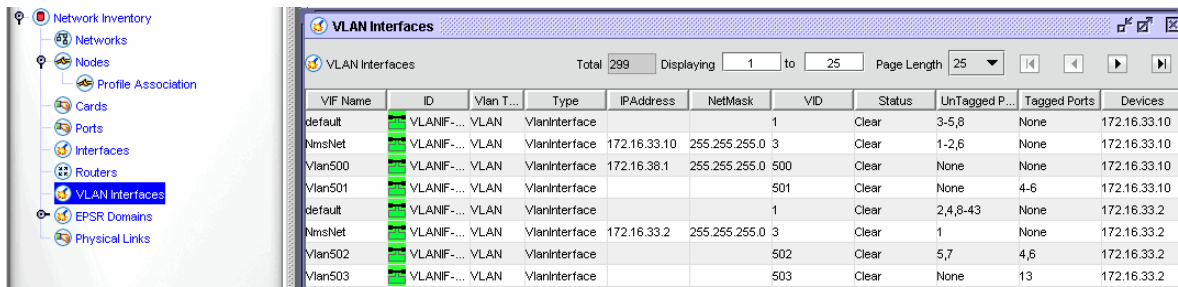 Network Inventory
Networks
Nodes
Profile Association
Cards
Ports
Interfaces
Routers
VLAN Interfaces
EPSR Domains
Physical Links
VLAN Interfaces
VLAN Interfaces Total 299 Displaying 1 to 25 Page Length 25
VIF Name ID Vlan T... Type IPAddress NetMask VID Status UnTagged P... Tagged Ports Devices
default VLANIF-... VLAN VlanInterface 1 Clear 3-5,8 None 172.16.33.10
NmsNet VLANIF-... VLAN VlanInterface 172.16.33.10 255.255.255.0 3 Clear 1-2,6 None 172.16.33.10
Vlan500 VLANIF-... VLAN VlanInterface 172.16.38.1 255.255.255.0 500 Clear None None 172.16.33.10
Vlan501 VLANIF-... VLAN VlanInterface 501 Clear None 4-6 172.16.33.10
default VLANIF-... VLAN VlanInterface 1 Clear 2,4,8-43 None 172.16.33.2
NmsNet VLANIF-... VLAN VlanInterface 172.16.33.2 255.255.255.0 3 Clear 1 None 172.16.33.2
Vlan502 VLANIF-... VLAN VlanInterface 502 Clear 5,7 4,6 172.16.33.2
Vlan503 VLANIF-... VLAN VlanInterface 503 Clear None 13 172.16.33.2